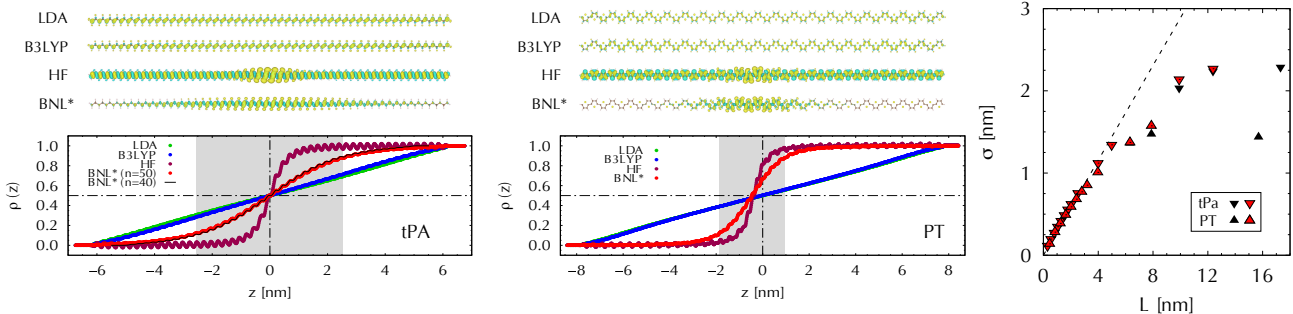 LDA
B3LYP
HF
BNL*
LDA
B3LYP
HF
BNL* (n=50)
BNL* (n=40)
ρ (z)
1.0
0.8
0.6
0.4
0.2
0.0
tPA
−6 −4 −2 0 2 4 6
z [nm]
LDA
B3LYP
HF
BNL*
LDA
B3LYP
HF
BNL*
ρ (z)
1.0
0.8
0.6
0.4
0.2
0.0
PT
−8 −6 −4 −2 0 2 4 6 8
z [nm]
σ [nm]
3
2
1
0
tPa
PT
0 4 8 12 16
L [nm]